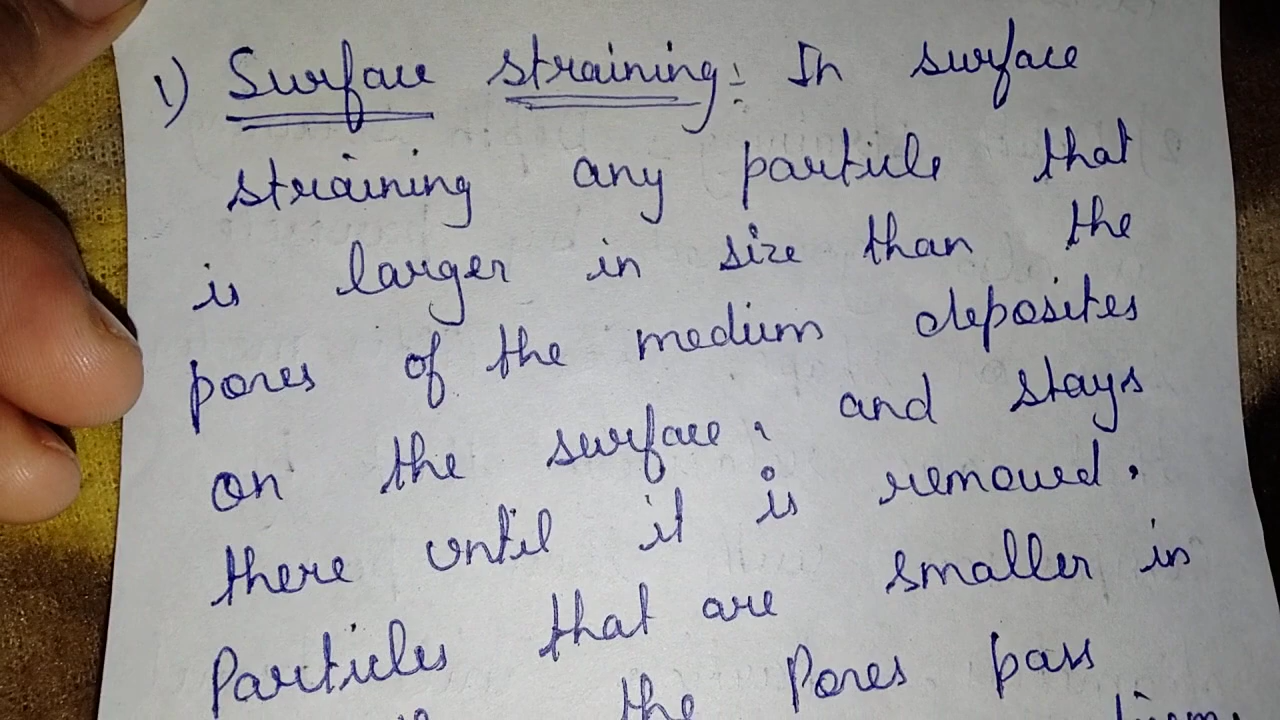 1) Surface straining: In surface
straining any particle that
is larger in size than the
pores of the medium deposites
on the surface, and stays
there until it is removed.
Particles that are smaller in
the Pores pass